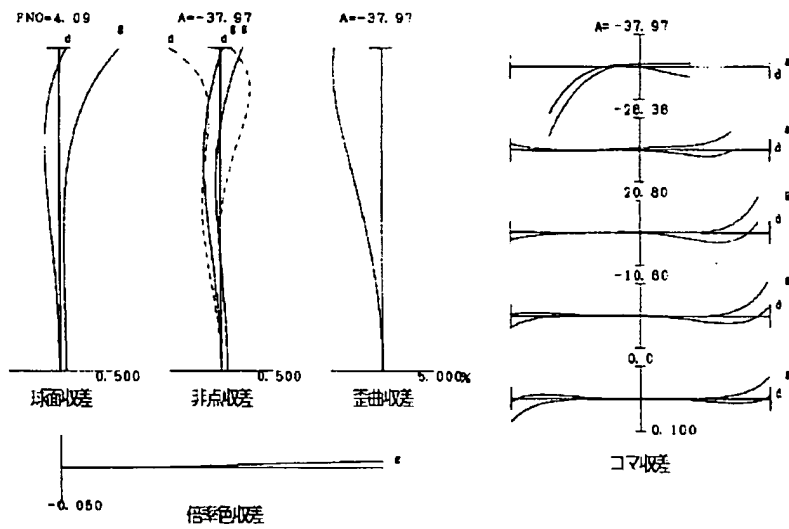 FNO=4.09
d
g
0.500
球面収差
A=-37.97
d
d
g
g
0.500
非点収差
A=-37.97
5.000%
歪曲収差
g
-0.050
倍率色収差
A=-37.97
g
d
-28.38
g
d
20.80
g
d
-10.60
g
d
0.0
g
d
0.100
コマ収差